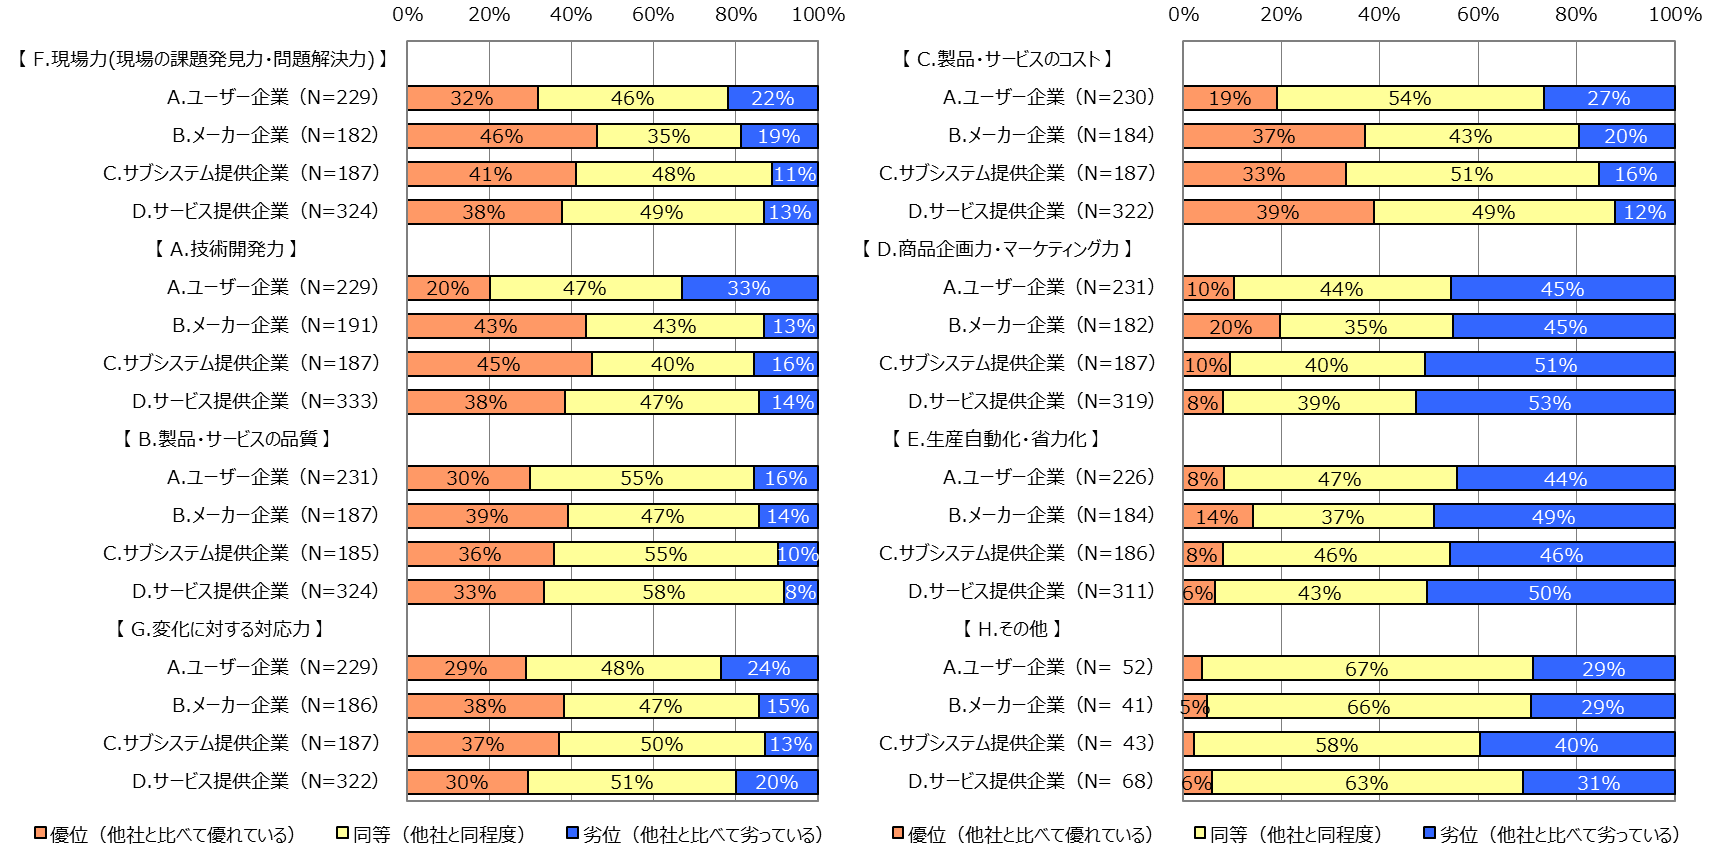 0% 20% 40% 60% 80% 100%
【 F.現場力(現場の課題発見力・問題解決力) 】
A.ユーザー企業（N=229） 32% 46% 22%
B.メーカー企業（N=182） 46% 35% 19%
C.サブシステム提供企業（N=187） 41% 48% 11%
D.サービス提供企業（N=324） 38% 49% 13%
【 A.技術開発力 】
A.ユーザー企業（N=229） 20% 47% 33%
B.メーカー企業（N=191） 43% 43% 13%
C.サブシステム提供企業（N=187） 45% 40% 16%
D.サービス提供企業（N=333） 38% 47% 14%
【 B.製品・サービスの品質 】
A.ユーザー企業（N=231） 30% 55% 16%
B.メーカー企業（N=187） 39% 47% 14%
C.サブシステム提供企業（N=185） 36% 55% 10%
D.サービス提供企業（N=324） 33% 58% 8%
【 G.変化に対する対応力 】
A.ユーザー企業（N=229） 29% 48% 24%
B.メーカー企業（N=186） 38% 47% 15%
C.サブシステム提供企業（N=187） 37% 50% 13%
D.サービス提供企業（N=322） 30% 51% 20%
優位（他社と比べて優れている） 同等（他社と同程度） 劣位（他社と比べて劣っている）
0% 20% 40% 60% 80% 100%
【 C.製品・サービスのコスト 】
A.ユーザー企業（N=230） 19% 54% 27%
B.メーカー企業（N=184） 37% 43% 20%
C.サブシステム提供企業（N=187） 33% 51% 16%
D.サービス提供企業（N=322） 39% 49% 12%
【 D.商品企画力・マーケティング力 】
A.ユーザー企業（N=231） 10% 44% 45%
B.メーカー企業（N=182） 20% 35% 45%
C.サブシステム提供企業（N=187） 10% 40% 51%
D.サービス提供企業（N=319） 8% 39% 53%
【 E.生産自動化・省力化 】
A.ユーザー企業（N=226） 8% 47% 44%
B.メーカー企業（N=184） 14% 37% 49%
C.サブシステム提供企業（N=186） 8% 46% 46%
D.サービス提供企業（N=311） 6% 43% 50%
【 H.その他 】
A.ユーザー企業（N= 52） 67% 29%
B.メーカー企業（N= 41） 5% 66% 29%
C.サブシステム提供企業（N= 43） 58% 40%
D.サービス提供企業（N= 68） 6% 63% 31%
優位（他社と比べて優れている） 同等（他社と同程度） 劣位（他社と比べて劣っている）